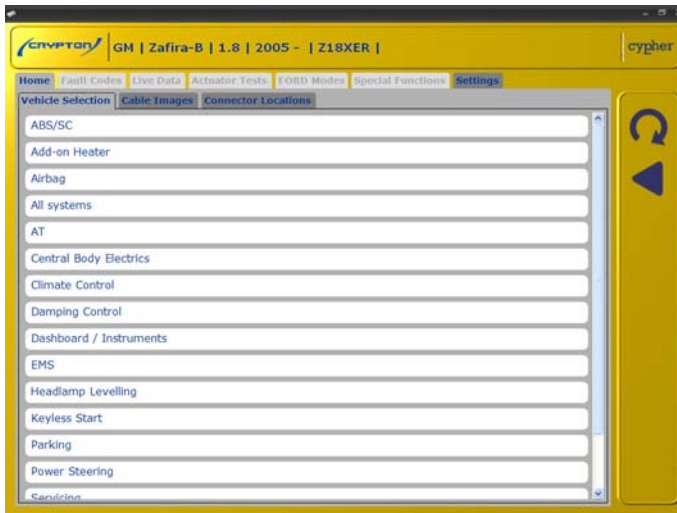 CRYPTON GM | Zafira-B | 1.8 | 2005 - | Z18XER |
cypher
Home Fault Codes Live Data Actuator Tests EOBD Modes Special Functions Settings
Vehicle Selection Cable Images Connector Locations
ABS/SC
Add-on Heater
Airbag
All systems
AT
Central Body Electrics
Climate Control
Damping Control
Dashboard / Instruments
EMS
Headlamp Levelling
Keyless Start
Parking
Power Steering
Servicing